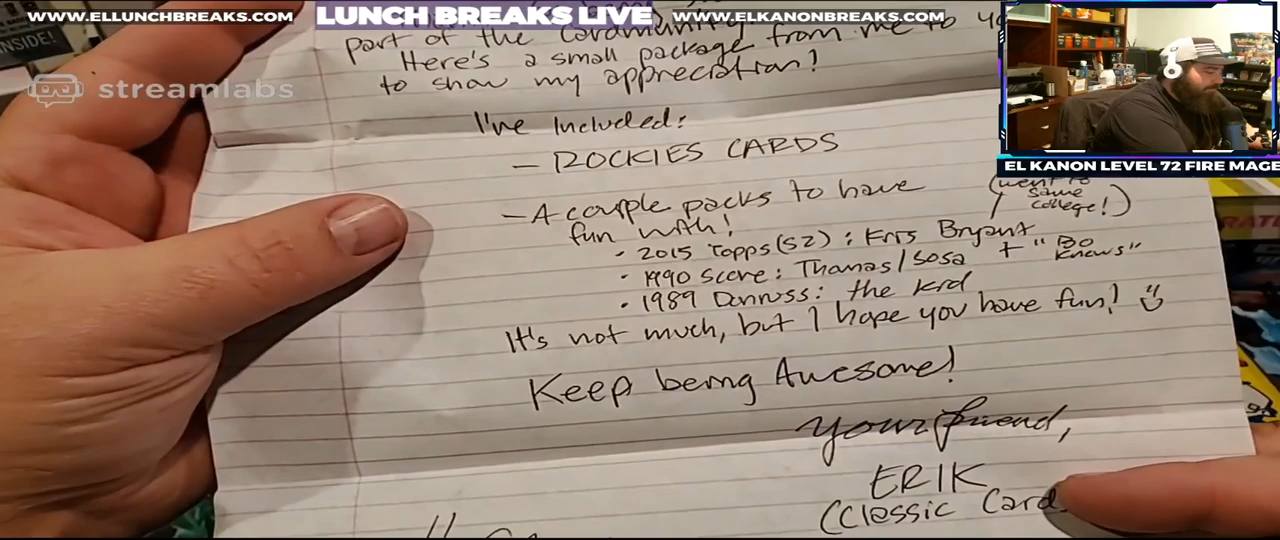 WWW.ELLUNCHBREAKS.COM LUNCH BREAKS LIVE WWW.ELKANONBREAKS.COM
INSIDE!
part of the Cardmunity
Here's a small package from me to yo
to show my appreciation!
streamlabs
I've Included:
- ROCKIES CARDS
EL KANON LEVEL 72 FIRE MAGE
- A couple packs to have
fun with!
(went to
same
college!)
• 2015 Topps (S2) : Kris Bryant
• 1990 Score : Thomas/Sosa + "Bo Knows"
• 1989 Donruss : the Kid
It's not much, but I hope you have fun!
Keep being Awesome!
Your friend,
ERIK
(Classic Card